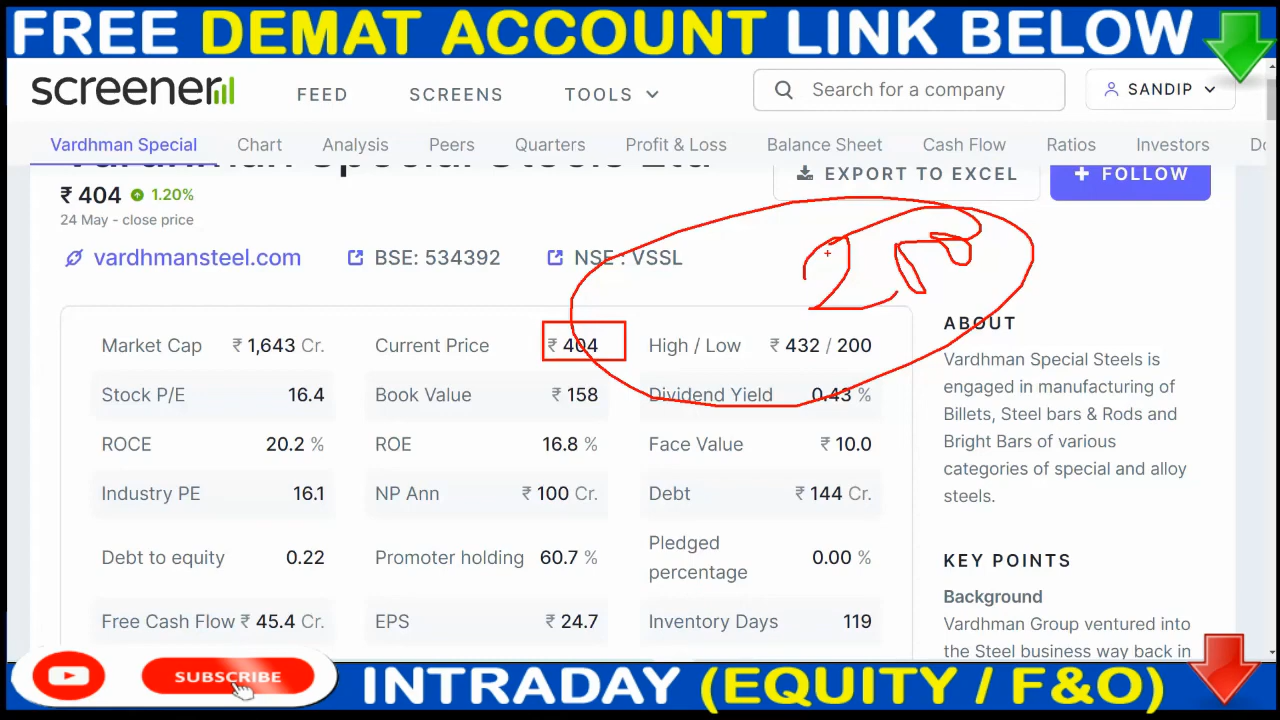 FREE DEMAT ACCOUNT LINK BELOW
screener
FEED SCREENS TOOLS
Search for a company
SANDIP
Vardhman Special Chart Analysis Peers Quarters Profit & Loss Balance Sheet Cash Flow Ratios Investors
Vardhman Special Steels Ltd
₹ 404 1.20%
24 May - close price
EXPORT TO EXCEL
+ FOLLOW
vardhmansteel.com BSE: 534392 NSE : VSSL
Market Cap ₹ 1,643 Cr. Current Price ₹ 404 High / Low ₹ 432 / 200
Stock P/E 16.4 Book Value ₹ 158 Dividend Yield 0.43 %
ROCE 20.2 % ROE 16.8 % Face Value ₹ 10.0
Industry PE 16.1 NP Ann ₹ 100 Cr. Debt ₹ 144 Cr.
Debt to equity 0.22 Promoter holding 60.7 % Pledged percentage 0.00 %
Free Cash Flow ₹ 45.4 Cr. EPS ₹ 24.7 Inventory Days 119
ABOUT
Vardhman Special Steels is
engaged in manufacturing of
Billets, Steel bars & Rods and
Bright Bars of various
categories of special and alloy
steels.
KEY POINTS
Background
Vardhman Group ventured into
the Steel business way back in
SUBSCRIBE
INTRADAY (EQUITY / F&O)